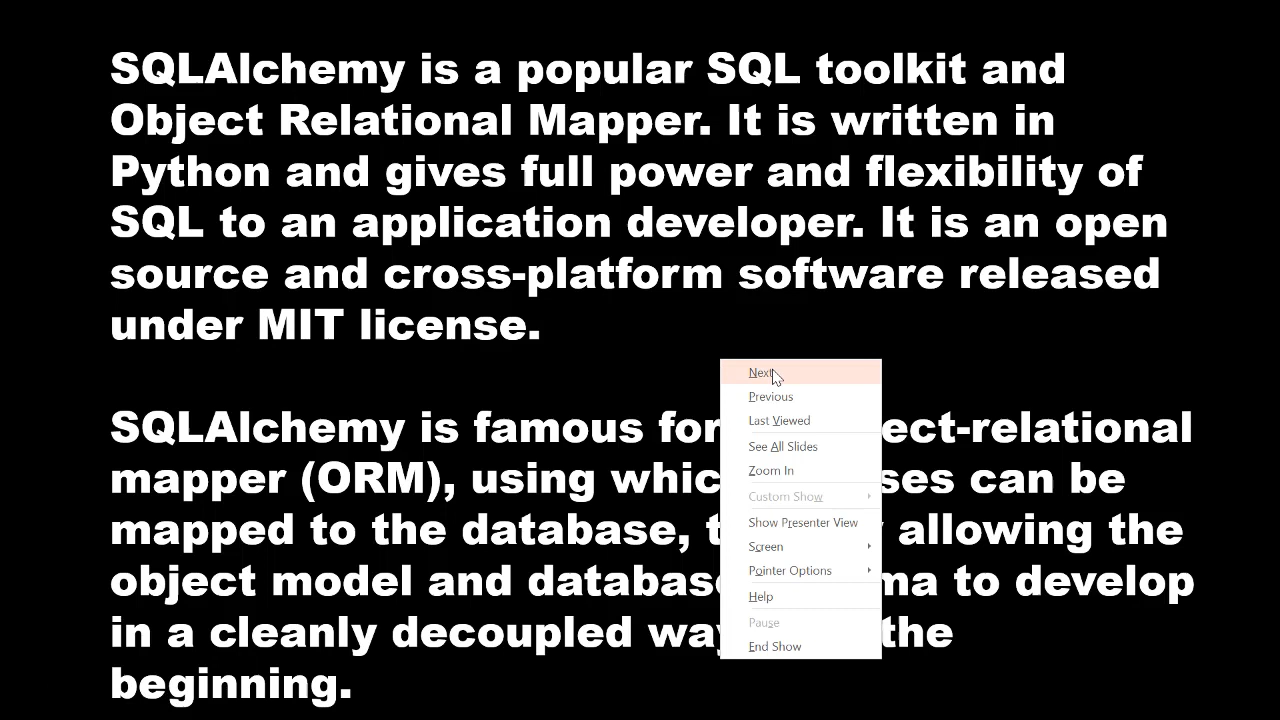 SQLAlchemy is a popular SQL toolkit and
Object Relational Mapper. It is written in
Python and gives full power and flexibility of
SQL to an application developer. It is an open
source and cross-platform software released
under MIT license.
SQLAlchemy is famous for ect-relational
mapper (ORM), using whic ses can be
mapped to the database, t allowing the
object model and databas ma to develop
in a cleanly decoupled way the
beginning.
Next
Previous
Last Viewed
See All Slides
Zoom In
Custom Show
Show Presenter View
Screen
Pointer Options
Help
Pause
End Show